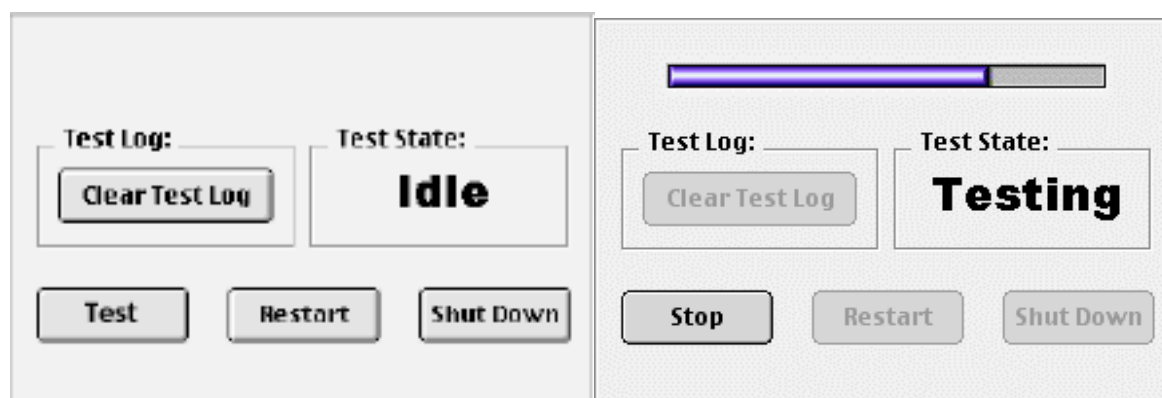 Test Log:
Test State:
Clear Test Log
Idle
Test
Restart
Shut Down
Test Log:
Test State:
Clear Test Log
Testing
Stop
Restart
Shut Down